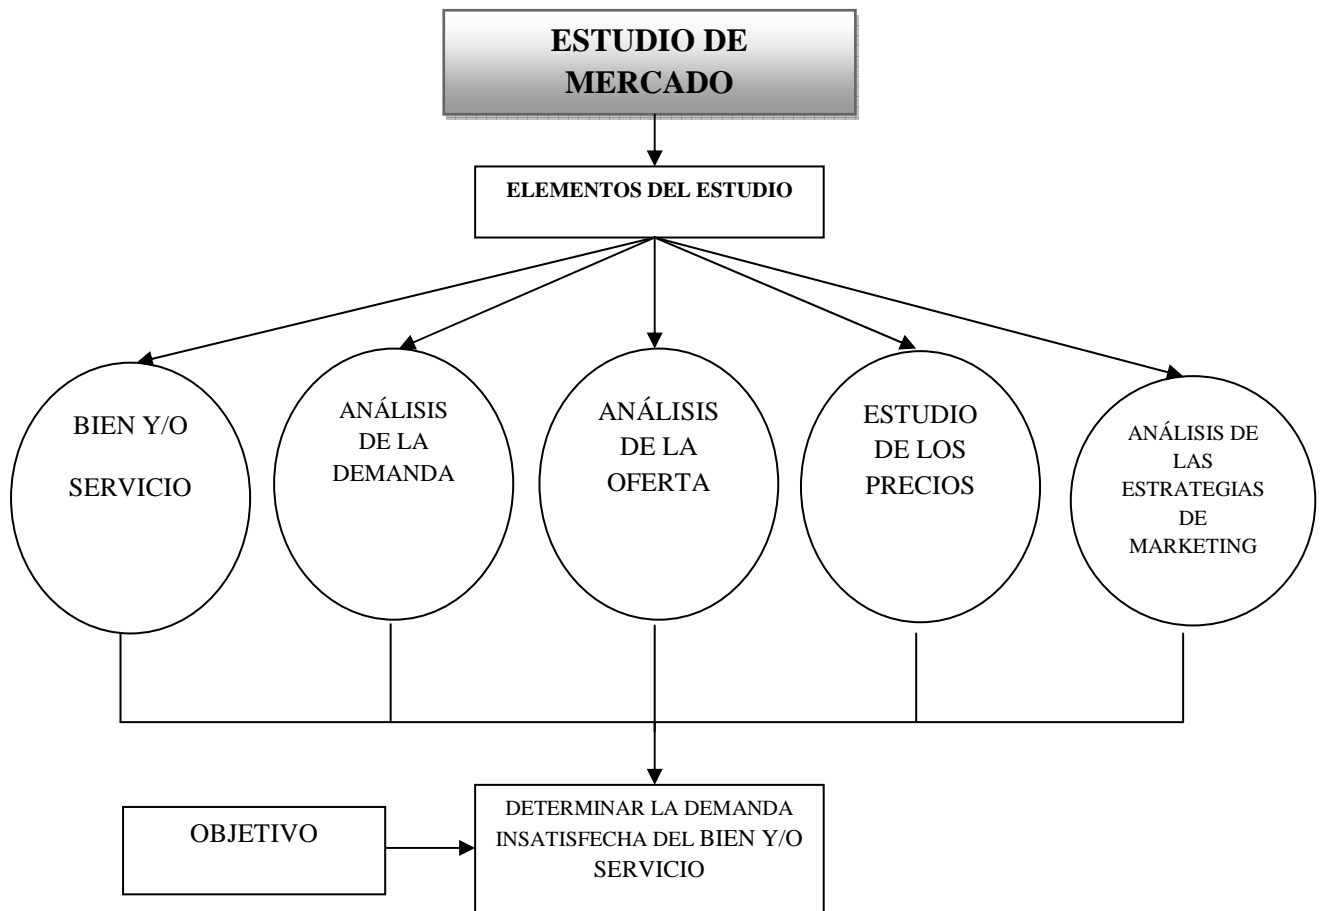 ESTUDIO DE
MERCADO
ELEMENTOS DEL ESTUDIO
BIEN Y/O
SERVICIO
ANÁLISIS
DE LA
DEMANDA
ANÁLISIS
DE LA
OFERTA
ESTUDIO
DE LOS
PRECIOS
ANÁLISIS DE
LAS
ESTRATEGIAS
DE
MARKETING
OBJETIVO
DETERMINAR LA DEMANDA
INSATISFECHA DEL BIEN Y/O
SERVICIO